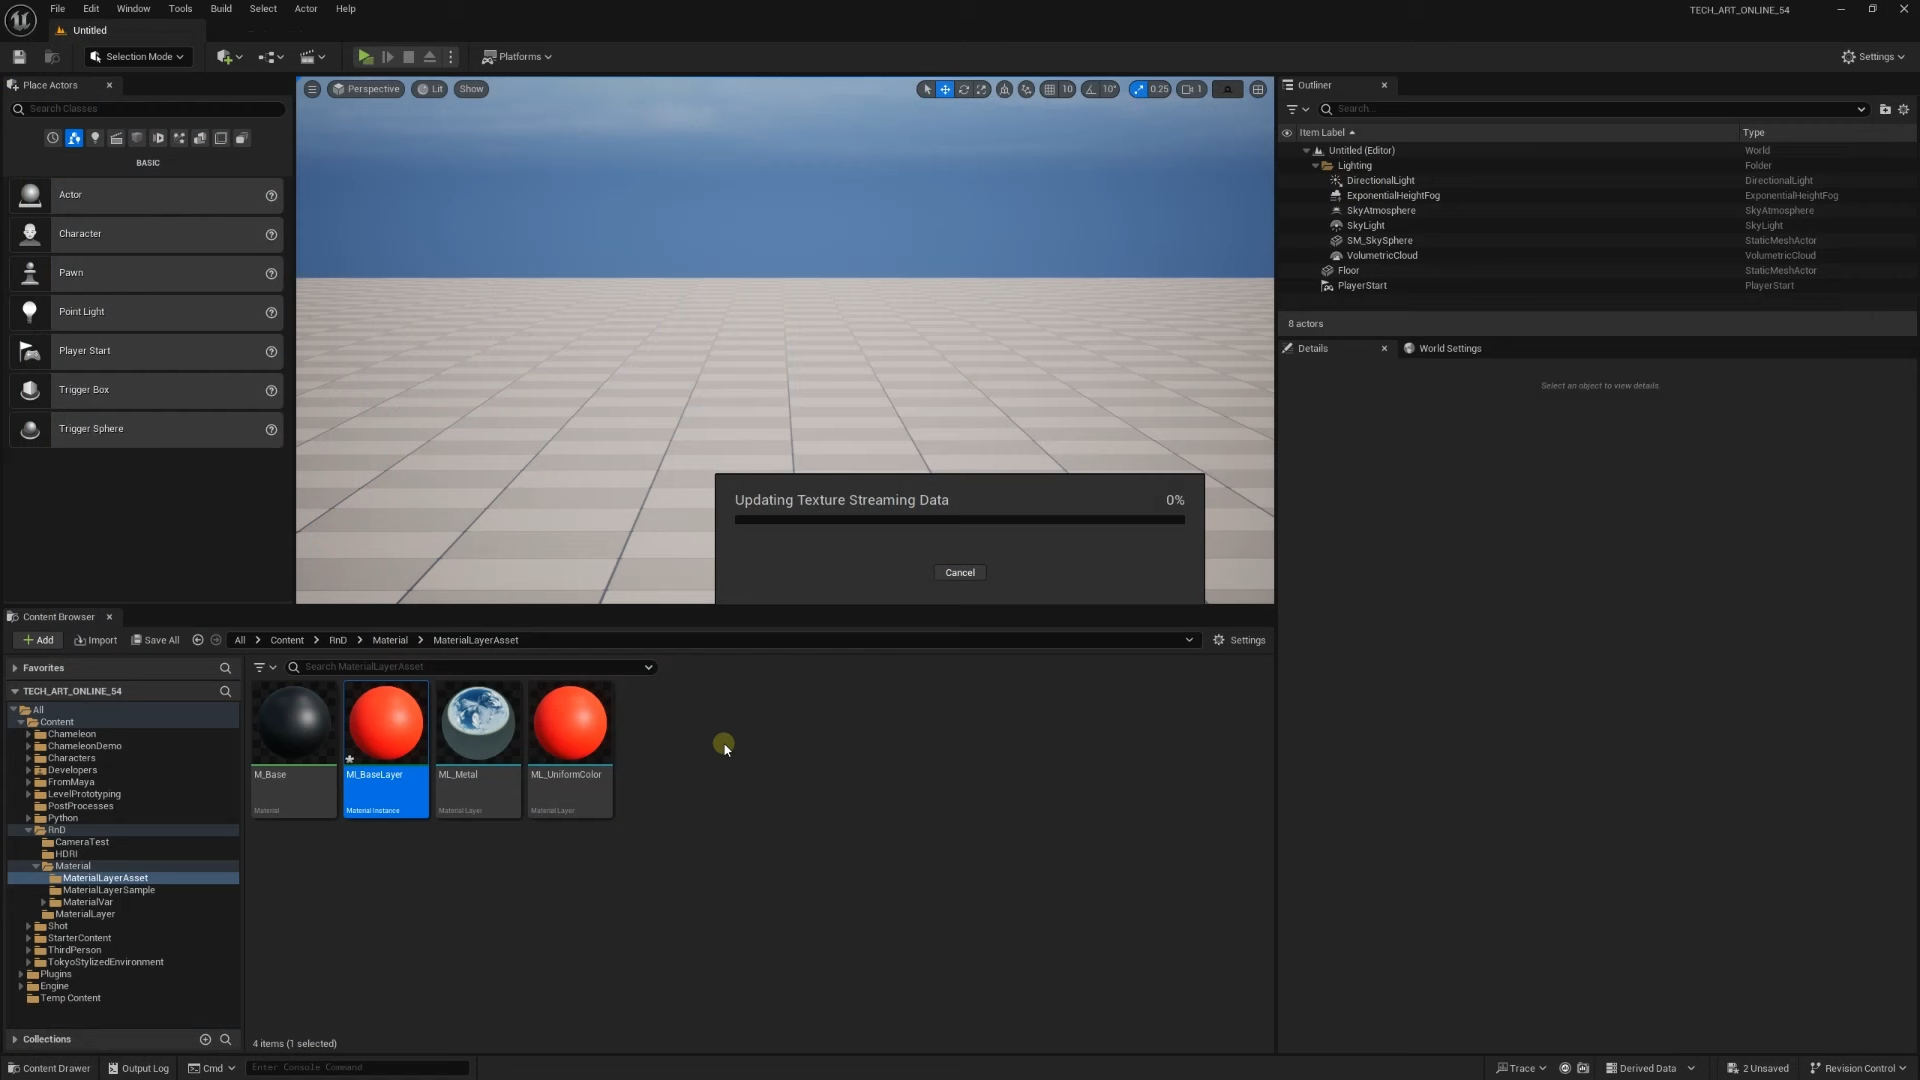 File Edit Window Tools Build Select Actor Help
TECH_ART_ONLINE_54
Untitled
Selection Mode
Platforms
Settings
Place Actors
Search Classes
BASIC
Actor
Character
Pawn
Point Light
Player Start
Trigger Box
Trigger Sphere
Perspective Lit Show
10 10° 0.25 1
Outliner
Search...
Item Label Type
Untitled (Editor) World
Lighting Folder
DirectionalLight DirectionalLight
ExponentialHeightFog ExponentialHeightFog
SkyAtmosphere SkyAtmosphere
SkyLight SkyLight
SM_SkySphere StaticMeshActor
VolumetricCloud VolumetricCloud
Floor StaticMeshActor
PlayerStart PlayerStart
8 actors
Details World Settings
Select an object to view details.
Updating Texture Streaming Data 0%
Cancel
Content Browser
Add Import Save All All > Content > RnD > Material > MaterialLayerAsset Settings
Favorites
Search MaterialLayerAsset
TECH_ART_ONLINE_54
All
Content
Chameleon
ChameleonDemo
Characters
Developers
FromMaya
LevelPrototyping
PostProcesses
Python
RnD
CameraTest
HDRI
Material
MaterialLayerAsset
MaterialLayerSample
MaterialVar
MaterialLayer
Shot
StarterContent
ThirdPerson
TokyoStylizedEnvironment
Plugins
Engine
Temp Content
Collections
M_Base
Material
MI_BaseLayer
Material Instance
ML_Metal
Material Layer
ML_UniformColor
Material Layer
4 items (1 selected)
Content Drawer Output Log Cmd Enter Console Command
Trace Derived Data 2 Unsaved Revision Control